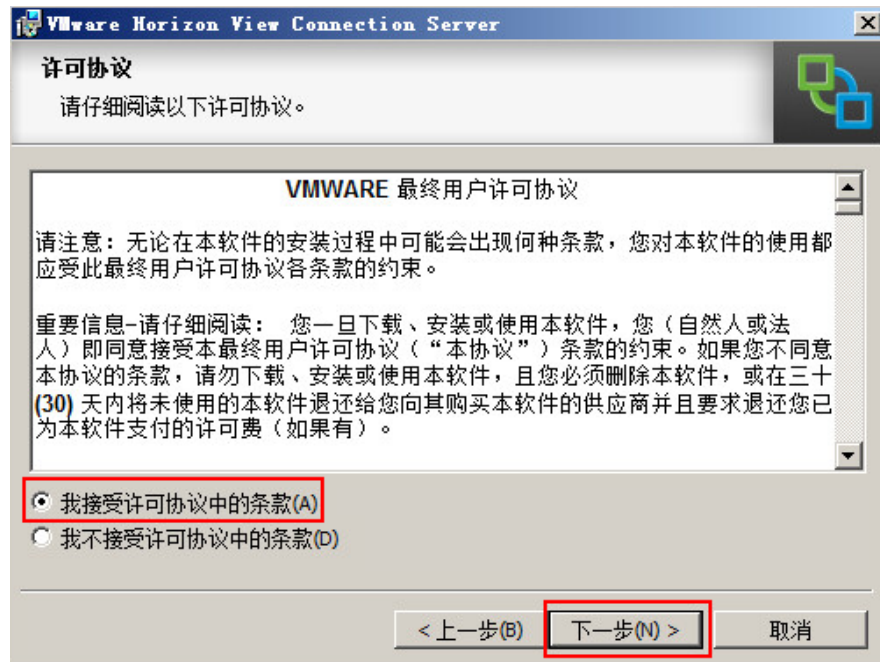 VMware Horizon View Connection Server
许可协议
请仔细阅读以下许可协议。
VMWARE 最终用户许可协议
请注意：无论在本软件的安装过程中可能会出现何种条款，您对本软件的使用都
应受此最终用户许可协议各条款的约束。
重要信息-请仔细阅读： 您一旦下载、安装或使用本软件，您（自然人或法
人）即同意接受本最终用户许可协议（“本协议”）条款的约束。如果您不同意
本协议的条款，请勿下载、安装或使用本软件，且您必须删除本软件，或在三十
(30) 天内将未使用的本软件退还给您向其购买本软件的供应商并且要求退还您已
为本软件支付的许可费（如果有）。
我接受许可协议中的条款(A)
我不接受许可协议中的条款(D)
< 上一步(B) 下一步(N) > 取消